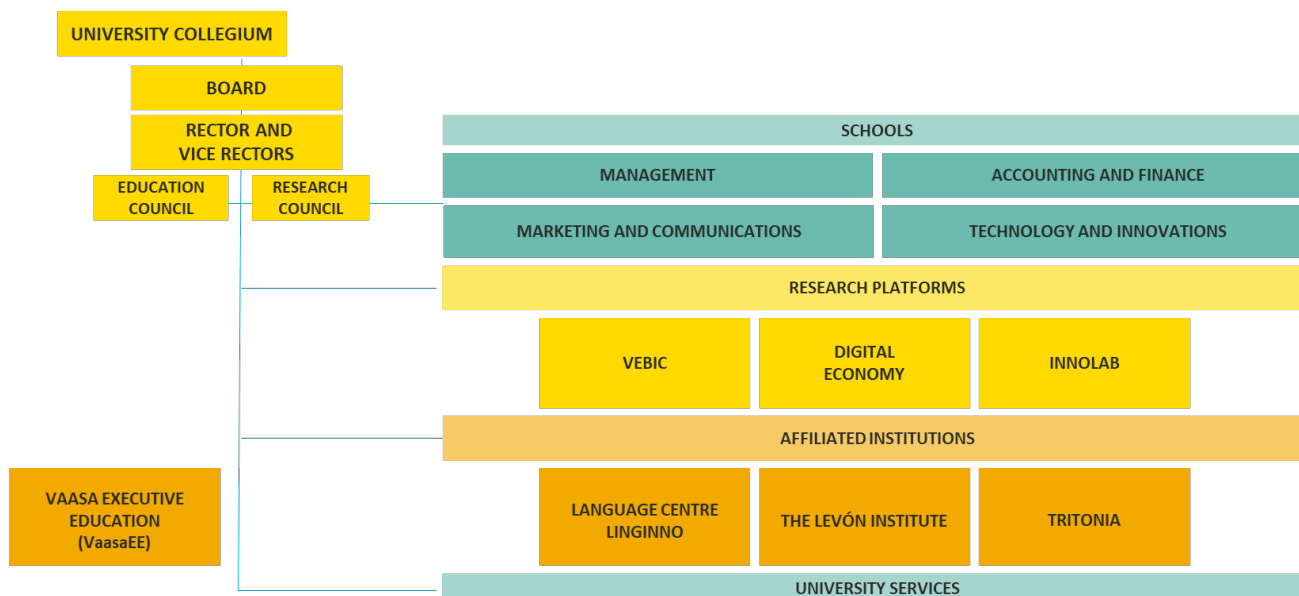 UNIVERSITY COLLEGIUM
BOARD
RECTOR AND
VICE RECTORS
EDUCATION
COUNCIL
RESEARCH
COUNCIL
SCHOOLS
MANAGEMENT
ACCOUNTING AND FINANCE
MARKETING AND COMMUNICATIONS
TECHNOLOGY AND INNOVATIONS
RESEARCH PLATFORMS
VEBIC
DIGITAL
ECONOMY
INNOLAB
AFFILIATED INSTITUTIONS
VAASA EXECUTIVE
EDUCATION
(VaasaEE)
LANGUAGE CENTRE
LINGINNO
THE LEVÓN INSTITUTE
TRITONIA
UNIVERSITY SERVICES